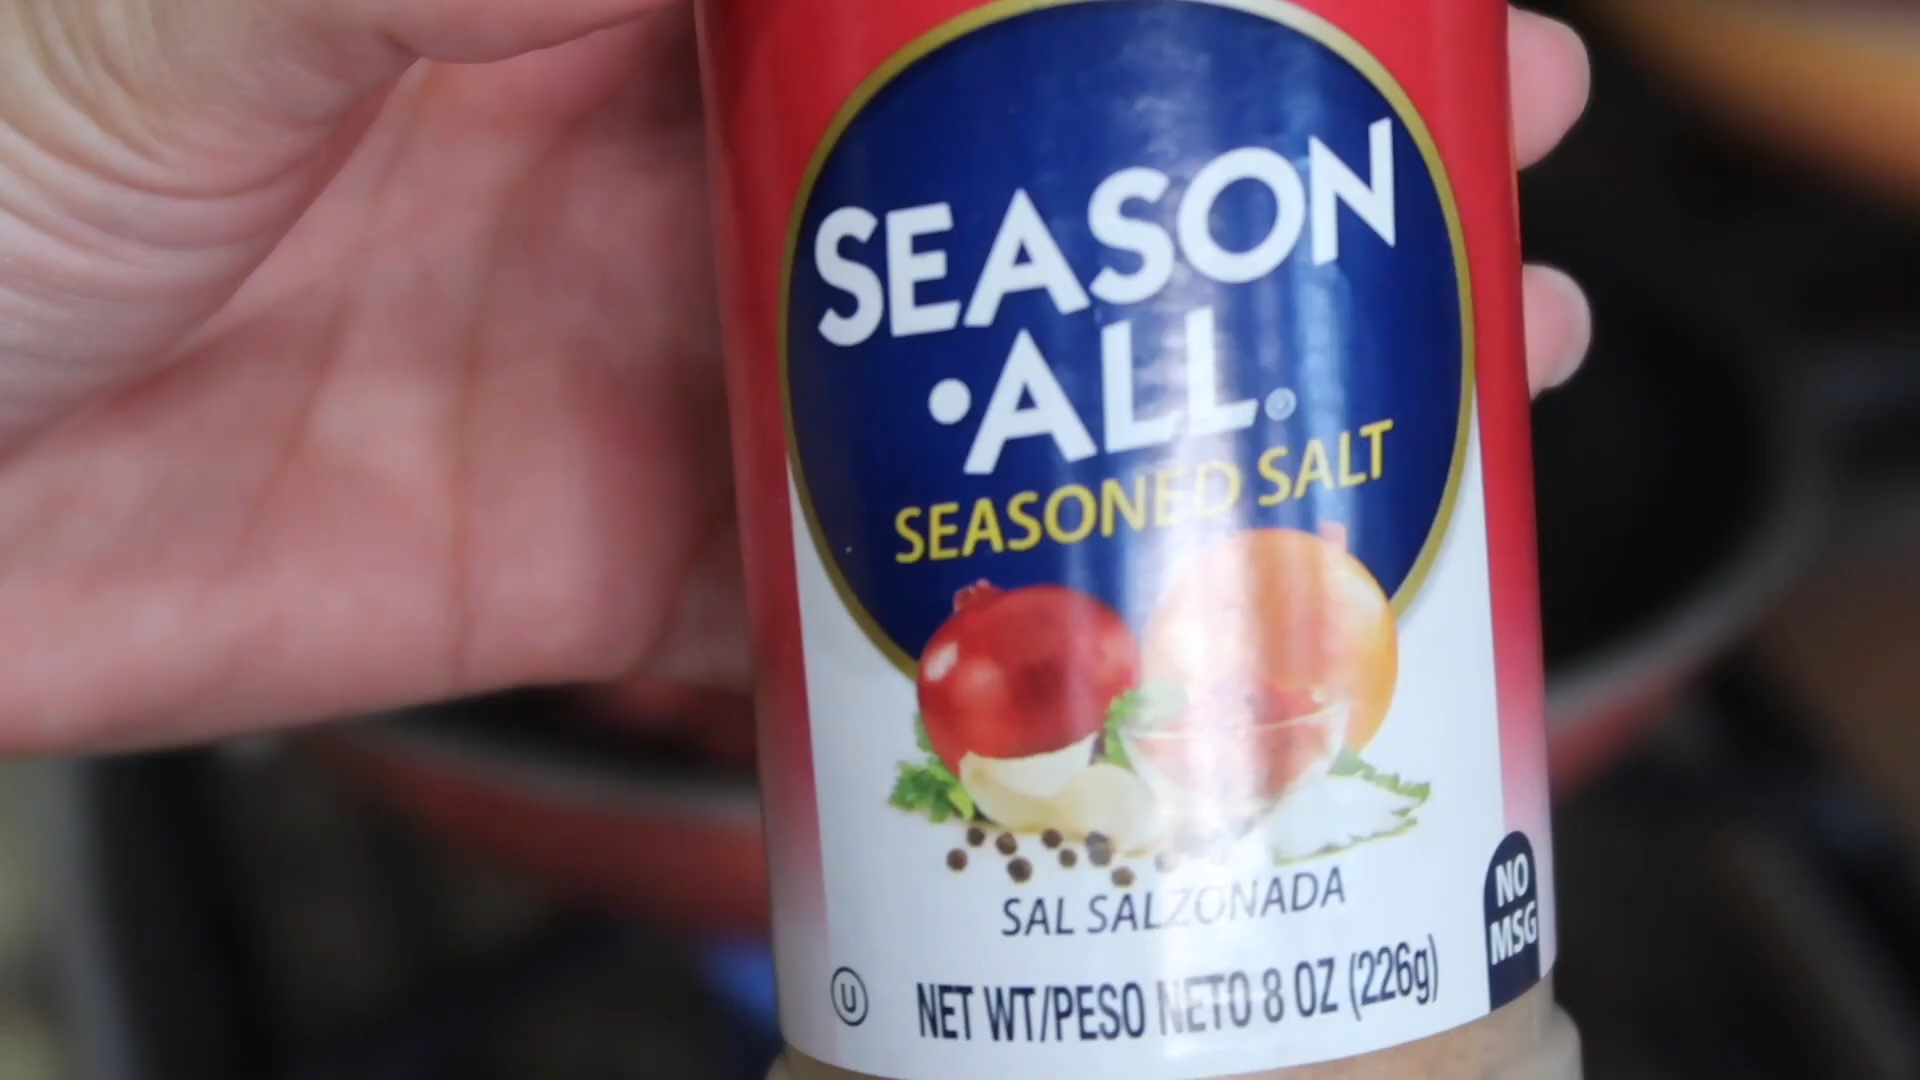 SEASON
·ALL®
SEASONED SALT
SAL SALZONADA
NO
MSG
U
NET WT/PESO NETO 8 OZ (226g)